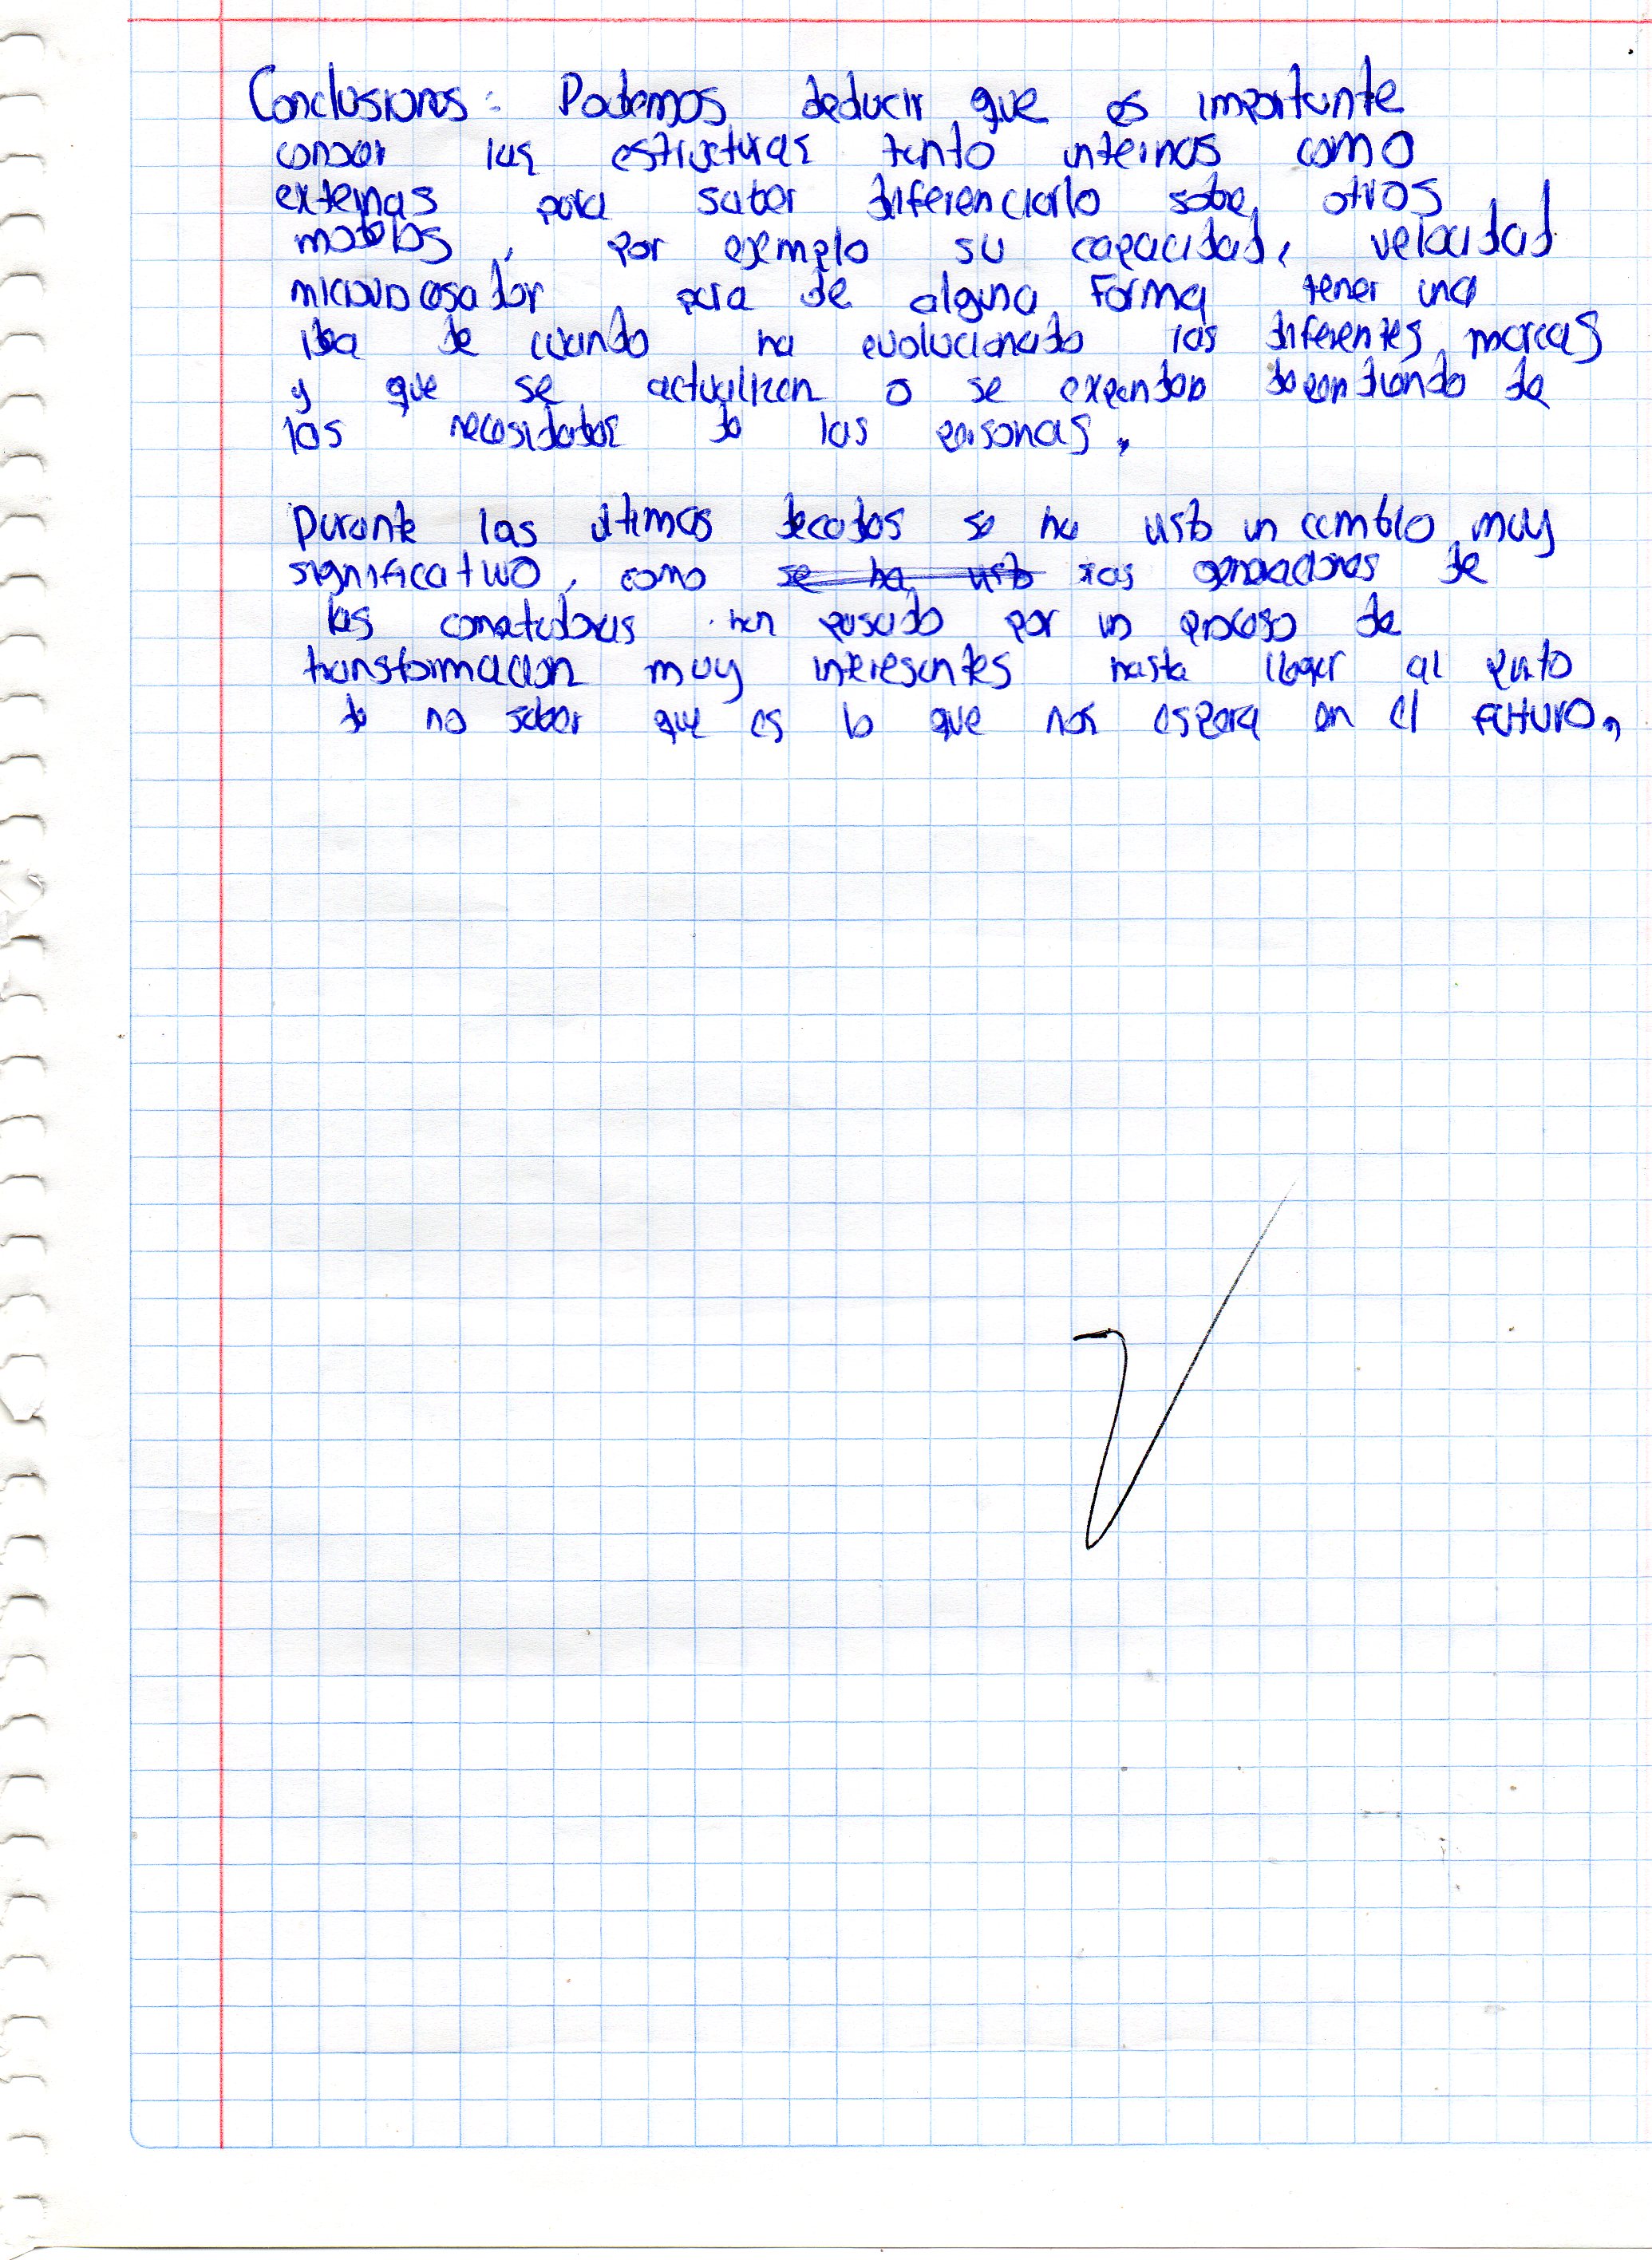 Conclusiones: Podemos deducir que es importante
conocer las estructuras tanto internas como
externas para saber diferenciarlo sobre otros
modelos, por ejemplo su capacidad, velocidad
microprocesador para de alguna Forma tener una
idea de cuando ha evolucionado las diferentes marcas
y que se actualizen o se expanden dependiendo de
las necesidades de las personas.
Durante las ultimas decadas se ha visto un cambio muy
significativo, como se ha visto las generaciones de
las computadoras han pasado por un proceso de
transformacion muy interesantes hasta llegar al punto
de no saber que es lo que nos espera en el futuro,